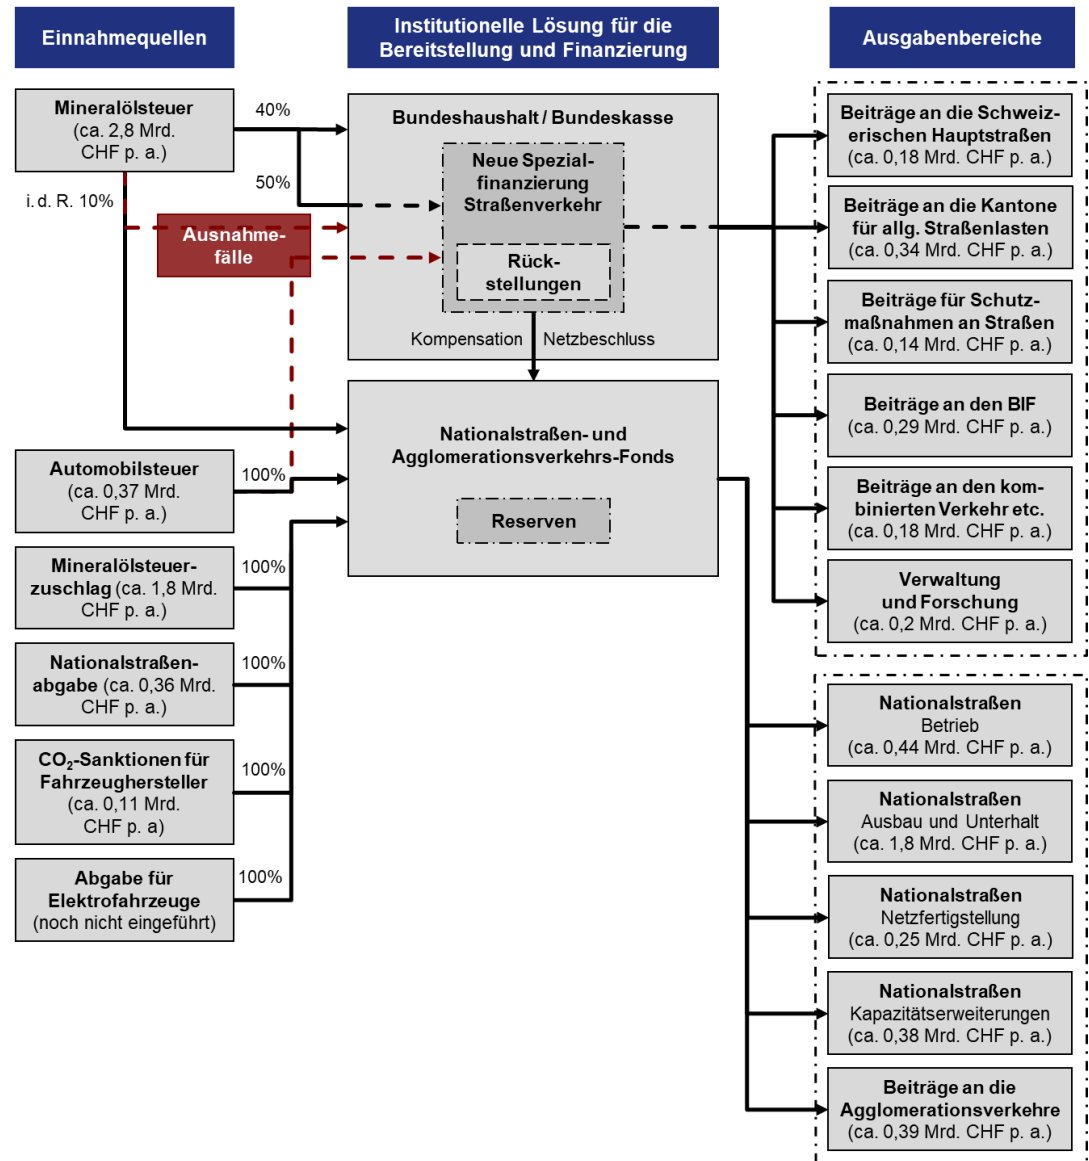 Einnahmequellen
Institutionelle Lösung für die
Bereitstellung und Finanzierung
Ausgabenbereiche
Mineralölsteuer
(ca. 2,8 Mrd.
CHF p. a.)
40%
50%
i. d. R. 10%
Ausnahme-
fälle
Automobilsteuer
(ca. 0,37 Mrd.
CHF p. a.)
100%
Mineralölsteuer-
zuschlag (ca. 1,8 Mrd.
CHF p. a.)
100%
Nationalstraßen-
abgabe (ca. 0,36 Mrd.
CHF p. a.)
100%
CO₂-Sanktionen für
Fahrzeughersteller
(ca. 0,11 Mrd.
CHF p. a)
100%
Abgabe für
Elektrofahrzeuge
(noch nicht eingeführt)
100%
Bundeshaushalt / Bundeskasse
Neue Spezial-
finanzierung
Straßenverkehr
Rück-
stellungen
Kompensation
Netzbeschluss
Nationalstraßen- und
Agglomerationsverkehrs-Fonds
Reserven
Beiträge an die Schweiz-
erischen Hauptstraßen
(ca. 0,18 Mrd. CHF p. a.)
Beiträge an die Kantone
für allg. Straßenlasten
(ca. 0,34 Mrd. CHF p. a.)
Beiträge für Schutz-
maßnahmen an Straßen
(ca. 0,14 Mrd. CHF p. a.)
Beiträge an den BIF
(ca. 0,29 Mrd. CHF p. a.)
Beiträge an den kom-
binierten Verkehr etc.
(ca. 0,18 Mrd. CHF p. a.)
Verwaltung
und Forschung
(ca. 0,2 Mrd. CHF p. a.)
Nationalstraßen
Betrieb
(ca. 0,44 Mrd. CHF p. a.)
Nationalstraßen
Ausbau und Unterhalt
(ca. 1,8 Mrd. CHF p. a.)
Nationalstraßen
Netzfertigstellung
(ca. 0,25 Mrd. CHF p. a.)
Nationalstraßen
Kapazitätserweiterungen
(ca. 0,38 Mrd. CHF p. a.)
Beiträge an die
Agglomerationsverkehre
(ca. 0,39 Mrd. CHF p. a.)